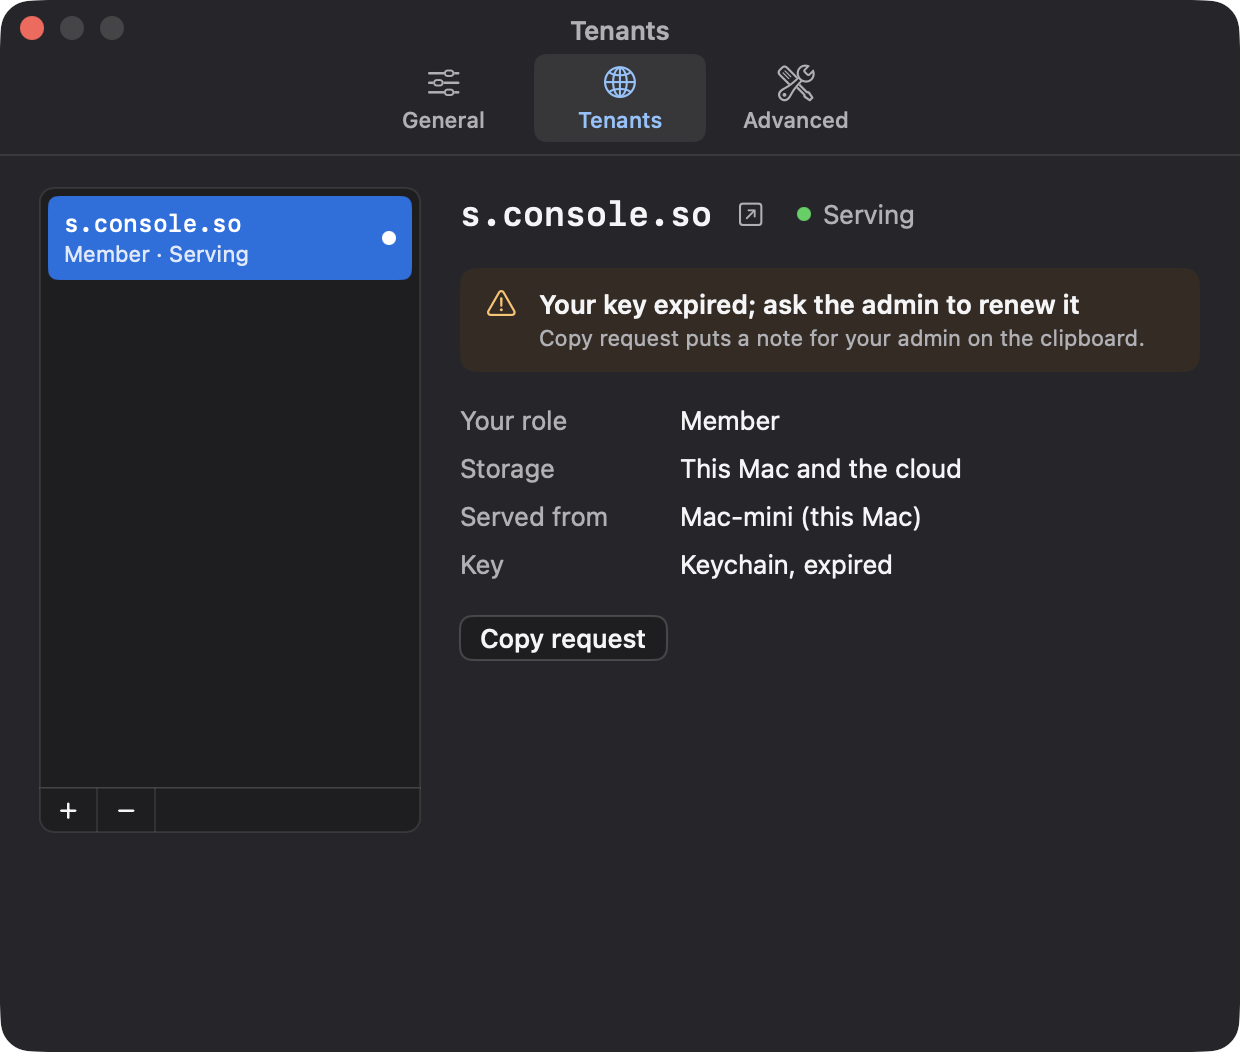 Tenants
General
Tenants
Advanced
s.console.so
Member · Serving
s.console.so
Serving
Your key expired; ask the admin to renew it
Copy request puts a note for your admin on the clipboard.
Your role Member
Storage This Mac and the cloud
Served from Mac-mini (this Mac)
Key Keychain, expired
Copy request